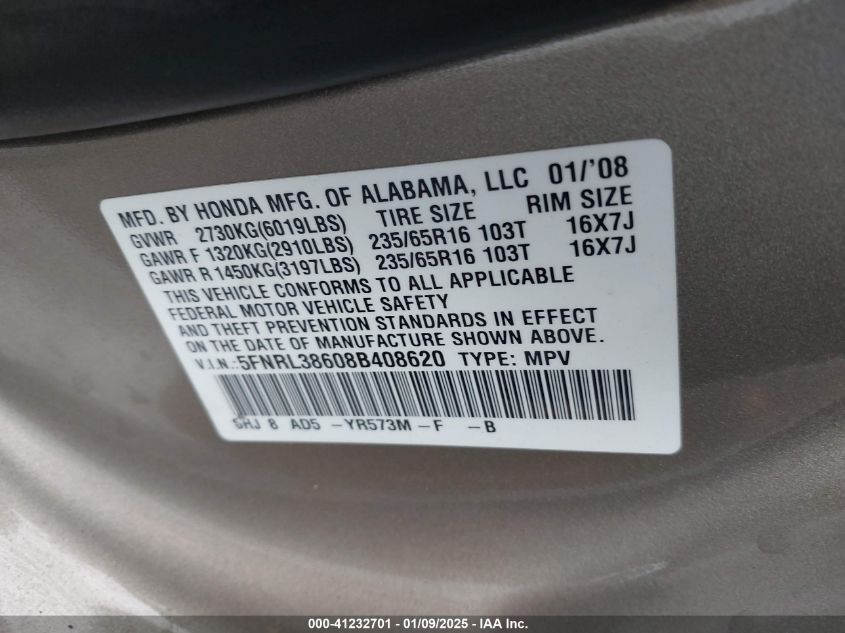 MFD. BY HONDA MFG. OF ALABAMA, LLC 01/'08
GVWR 2730KG(6019LBS) TIRE SIZE RIM SIZE
GAWR F 1320KG(2910LBS) 235/65R16 103T 16X7J
GAWR R 1450KG(3197LBS) 235/65R16 103T 16X7J
THIS VEHICLE CONFORMS TO ALL APPLICABLE
FEDERAL MOTOR VEHICLE SAFETY
AND THEFT PREVENTION STANDARDS IN EFFECT
ON THE DATE OF MANUFACTURE SHOWN ABOVE.
V.I.N.:5FNRL38608B408620 TYPE: MPV
SHJ 8 AD5 -YR573M -F -B
000-41232701 - 01/09/2025 - IAA Inc.